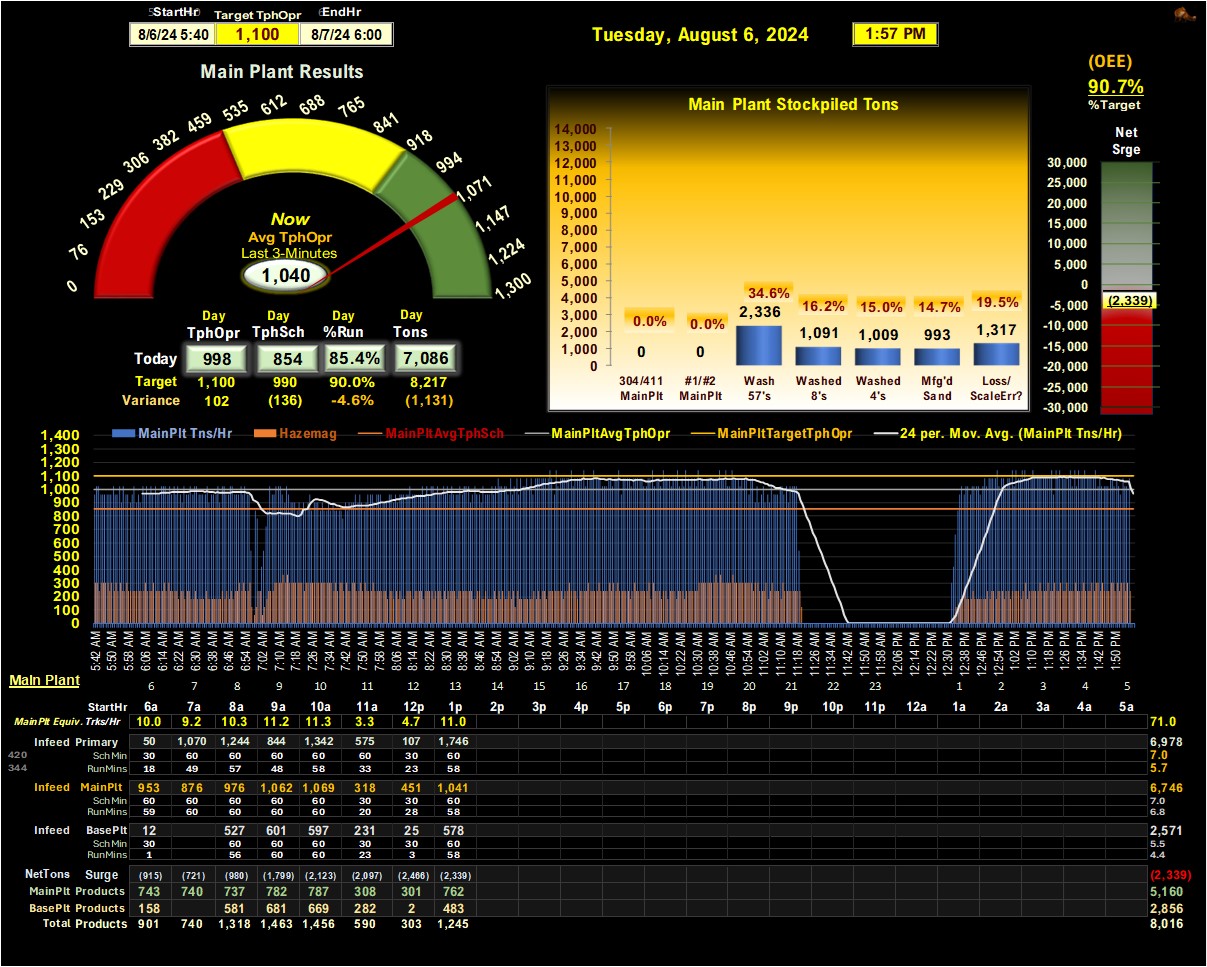 StartHr Target TphOpr EndHr
8/6/24 5:40 1,100 8/7/24 6:00
Tuesday, August 6, 2024 1:57 PM
Main Plant Results
0 76 153 229 306 382 459 535 612 688 765 841 918 994 1,071 1,147 1,224 1,300
Now
Avg TphOpr
Last 3-Minutes
1,040
Day Day Day Day
TphOpr TphSch %Run Tons
Today 998 854 85.4% 7,086
Target 1,100 990 90.0% 8,217
Variance 102 (136) -4.6% (1,131)
Main Plant Stockpiled Tons
14,000
13,000
12,000
11,000
10,000
9,000
8,000
7,000
6,000
5,000
4,000
3,000
2,000
1,000
0
0.0% 0.0% 34.6% 16.2% 15.0% 14.7% 19.5%
0 0 2,336 1,091 1,009 993 1,317
304/411 #1/#2 Wash Washed Washed Mfg'd Loss/
MainPlt MainPlt 57's 8's 4's Sand ScaleErr?
(OEE)
90.7%
%Target
Net
Srge
30,000
25,000
20,000
15,000
10,000
5,000
0
-5,000
-10,000
-15,000
-20,000
-25,000
-30,000
(2,339)
MainPlt Tns/Hr Hazemag MainPltAvgTphSch MainPltAvgTphOpr MainPltTargetTphOpr 24 per. Mov. Avg. (MainPlt Tns/Hr)
1,400
1,300
1,200
1,100
1,000
900
800
700
600
500
400
300
200
100
0
5:42 AM 5:50 AM 5:58 AM 6:06 AM 6:14 AM 6:22 AM 6:30 AM 6:38 AM 6:46 AM 6:54 AM 7:02 AM 7:10 AM 7:18 AM 7:26 AM 7:34 AM 7:42 AM 7:50 AM 7:58 AM 8:06 AM 8:14 AM 8:22 AM 8:30 AM 8:38 AM 8:46 AM 8:54 AM 9:02 AM 9:10 AM 9:18 AM 9:26 AM 9:34 AM 9:42 AM 9:50 AM 9:58 AM 10:06 AM 10:14 AM 10:22 AM 10:30 AM 10:38 AM 10:46 AM 10:54 AM 11:02 AM 11:10 AM 11:18 AM 11:26 AM 11:34 AM 11:42 AM 11:50 AM 11:58 AM 12:06 PM 12:14 PM 12:22 PM 12:30 PM 12:38 PM 12:46 PM 12:54 PM 1:02 PM 1:10 PM 1:18 PM 1:26 PM 1:34 PM 1:42 PM 1:50 PM
Main Plant 6 7 8 9 10 11 12 13 14 15 16 17 18 19 20 21 22 23 1 2 3 4 5
StartHr 6a 7a 8a 9a 10a 11a 12p 1p 2p 3p 4p 5p 6p 7p 8p 9p 10p 11p 12a 1a 2a 3a 4a 5a
MainPlt Equiv. Trks/Hr 10.0 9.2 10.3 11.2 11.3 3.3 4.7 11.0 71.0
Infeed Primary 50 1,070 1,244 844 1,342 575 107 1,746 6,978
420 Sch Min 30 60 60 60 60 60 30 60 7.0
344 RunMins 18 49 57 48 58 33 23 58 5.7
Infeed MainPlt 953 876 976 1,062 1,069 318 451 1,041 6,746
Sch Min 60 60 60 60 60 30 30 60 7.0
RunMins 59 60 60 60 60 20 28 58 6.8
Infeed BasePlt 12 527 601 597 231 25 578 2,571
Sch Min 30 60 60 60 30 30 60 5.5
RunMins 1 56 60 60 23 3 58 4.4
NetTons Surge (915) (721) (980) (1,799) (2,123) (2,097) (2,466) (2,339) (2,339)
MainPlt Products 743 740 737 782 787 308 301 762 5,160
BasePlt Products 158 581 681 669 282 2 483 2,856
Total Products 901 740 1,318 1,463 1,456 590 303 1,245 8,016